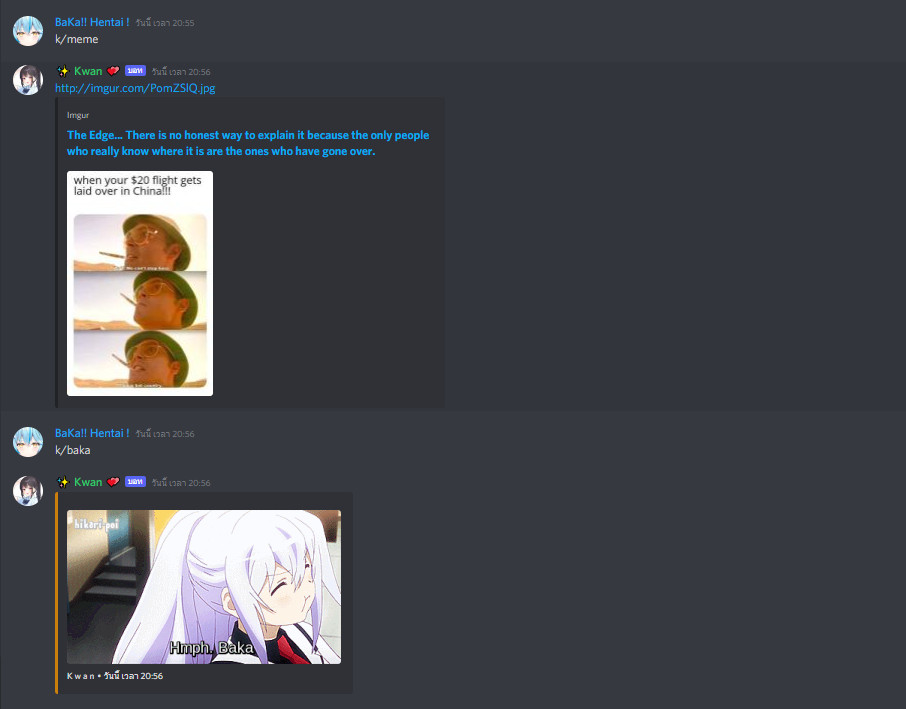 BaKa!! Hentai ! วันนี้ เวลา 20:55
k/meme
✨ Kwan 💕 บอท วันนี้ เวลา 20:56
http://imgur.com/PomZSlQ.jpg
Imgur
The Edge... There is no honest way to explain it because the only people
who really know where it is are the ones who have gone over.
when your $20 flight gets
laid over in China!!!
BaKa!! Hentai ! วันนี้ เวลา 20:56
k/baka
✨ Kwan 💕 บอท วันนี้ เวลา 20:56
hikari-poi
Hmph. Baka
K w a n • วันนี้ เวลา 20:56